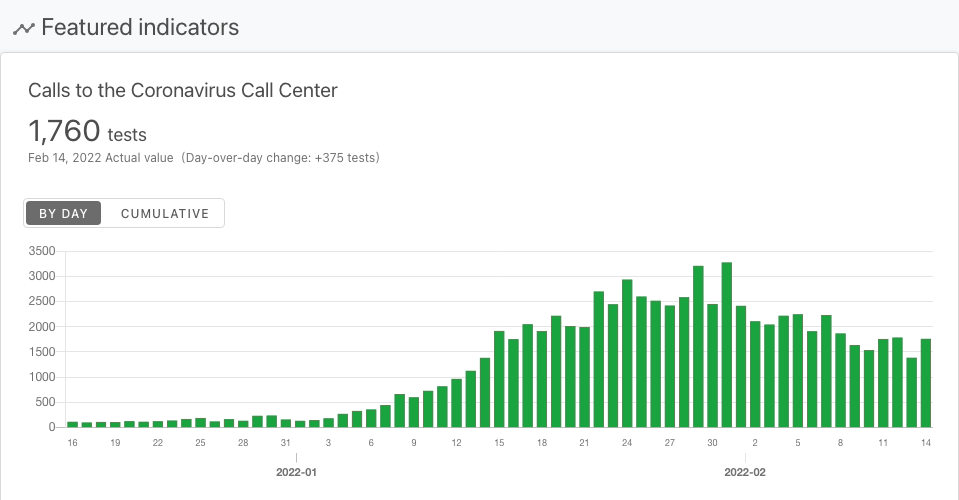 Featured indicators
Calls to the Coronavirus Call Center
1,760 tests
Feb 14, 2022 Actual value (Day-over-day change: +375 tests)
BY DAY CUMULATIVE
3500
3000
2500
2000
1500
1000
500
0
16 19 22 25 28 31 3 6 9 12 15 18 21 24 27 30 2 5 8 11 14
2022-01 2022-02